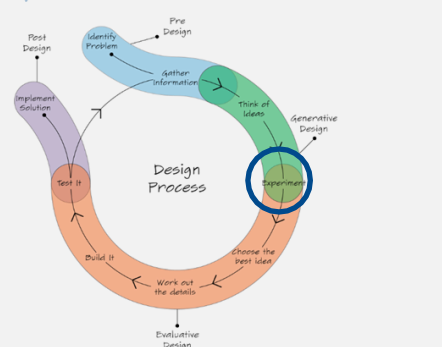 Pre
Design
Post
Design
Identify
Problem
Gather
Information
Think of
Ideas
Implement
Solution
Generative
Design
Design
Process
Test It
Experiment
Choose the
best idea
Build It
Work out
the details
Evaluative
Design